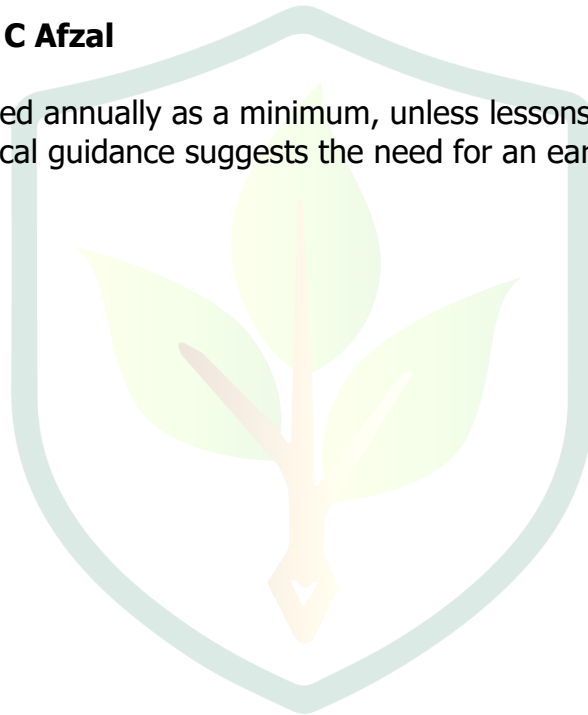 C Afzal
ed annually as a minimum, unless lessons
cal guidance suggests the need for an ear